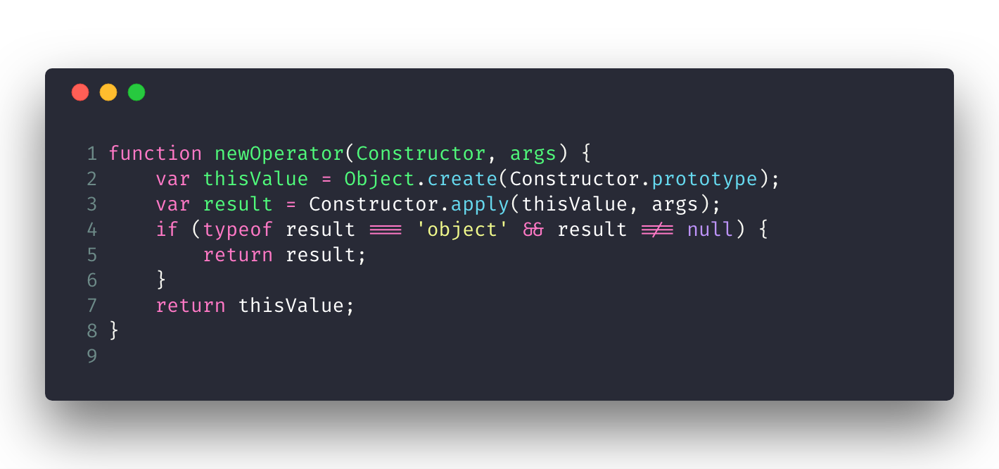 1 function newOperator(Constructor, args) {
2     var thisValue = Object.create(Constructor.prototype);
3     var result = Constructor.apply(thisValue, args);
4     if (typeof result === 'object' && result !== null) {
5         return result;
6     }
7     return thisValue;
8 }
9